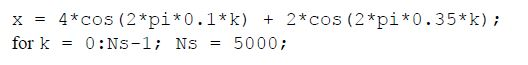 x = 4*cos(2*pi*0.1*k) + 2*cos(2*pi*0.35*k);
for k = 0:Ns-1; Ns = 5000;